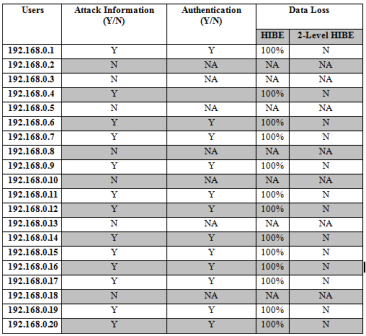 Users Attack Information (Y/N) Authentication (Y/N) Data Loss
HIBE 2-Level HIBE
192.168.0.1 Y Y 100% N
192.168.0.2 N NA NA NA
192.168.0.3 N NA NA NA
192.168.0.4 Y 100% N
192.168.0.5 N NA NA NA
192.168.0.6 Y Y 100% N
192.168.0.7 Y Y 100% N
192.168.0.8 N NA NA NA
192.168.0.9 Y Y 100% N
192.168.0.10 N NA NA NA
192.168.0.11 Y Y 100% N
192.168.0.12 Y Y 100% N
192.168.0.13 N NA NA NA
192.168.0.14 Y Y 100% N
192.168.0.15 Y Y 100% N
192.168.0.16 Y Y 100% N
192.168.0.17 Y Y 100% N
192.168.0.18 N NA NA NA
192.168.0.19 Y Y 100% N
192.168.0.20 Y Y 100% N